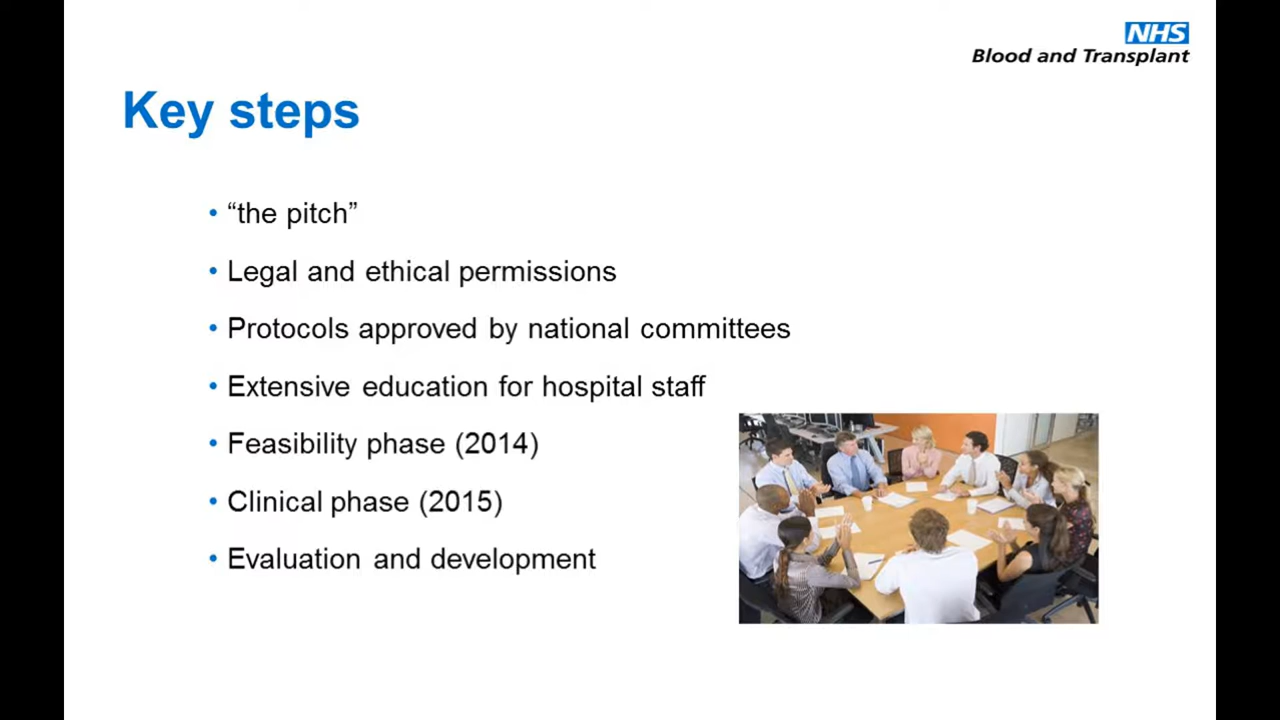 NHS
Blood and Transplant
Key steps
• “the pitch”
• Legal and ethical permissions
• Protocols approved by national committees
• Extensive education for hospital staff
• Feasibility phase (2014)
• Clinical phase (2015)
• Evaluation and development